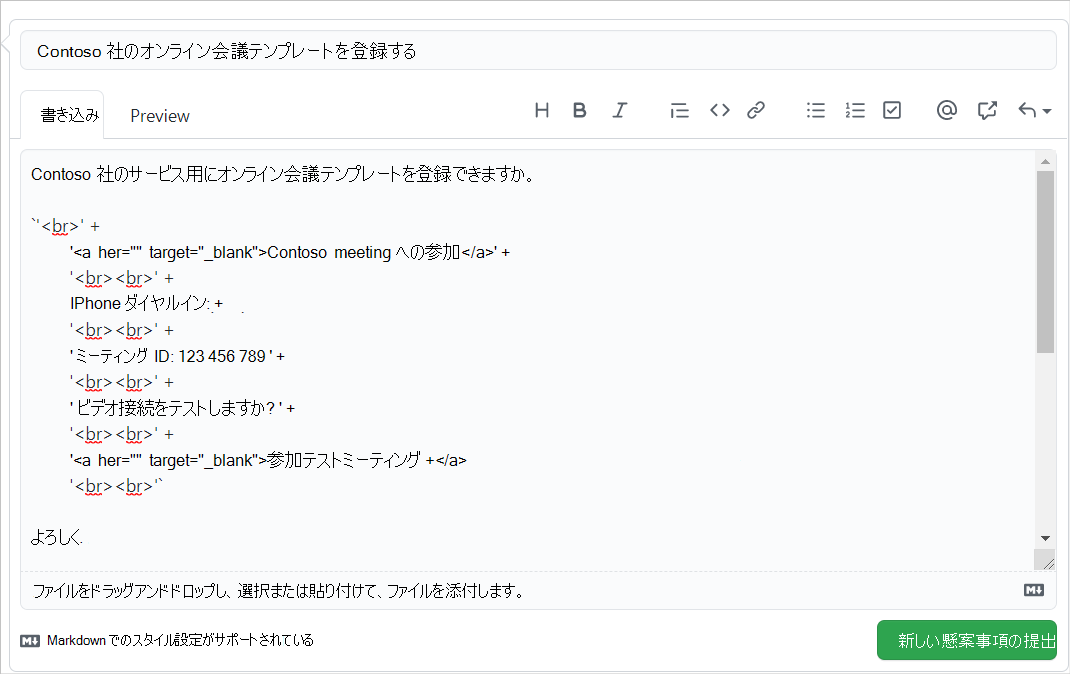 Contoso 社のオンライン会議テンプレートを登録する
書き込み Preview
Contoso 社のサービス用にオンライン会議テンプレートを登録できますか。
`'<br>' +
'<a her="" target="_blank">Contoso meeting への参加</a>' +
'<br><br>' +
IPhone ダイヤルイン: +
'<br><br>' +
' ミーティング ID: 123 456 789 ' +
'<br><br>' +
' ビデオ接続をテストしますか? ' +
'<br><br>' +
'<a her="" target="_blank">参加テストミーティング +</a>
'<br><br>'`
よろしく.
ファイルをドラッグアンドドロップし、選択または貼り付けて、ファイルを添付します。
Markdown でのスタイル設定がサポートされている
新しい懸案事項の提出